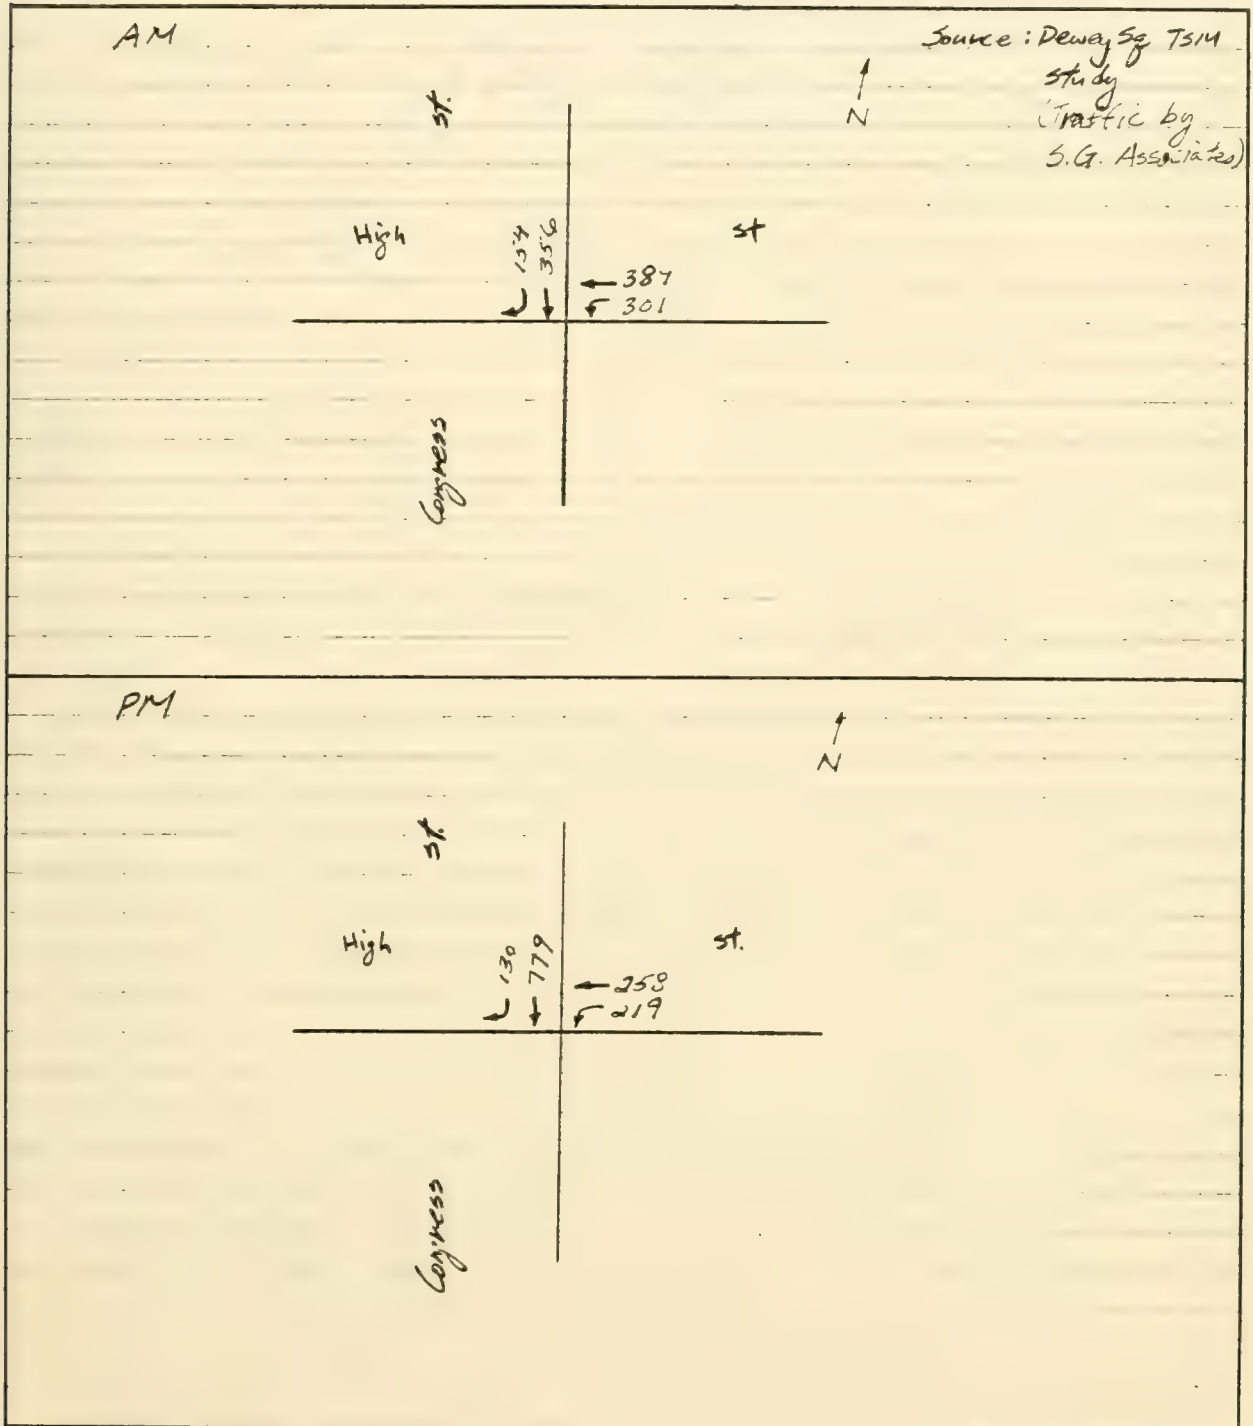 AM
Source: Dewey Sq TSM
study
(Traffic by
S.G. Associates)
N
St.
High
St
154
356
387
301
Congress
PM
N
St.
High
St.
130
779
258
219
Congress